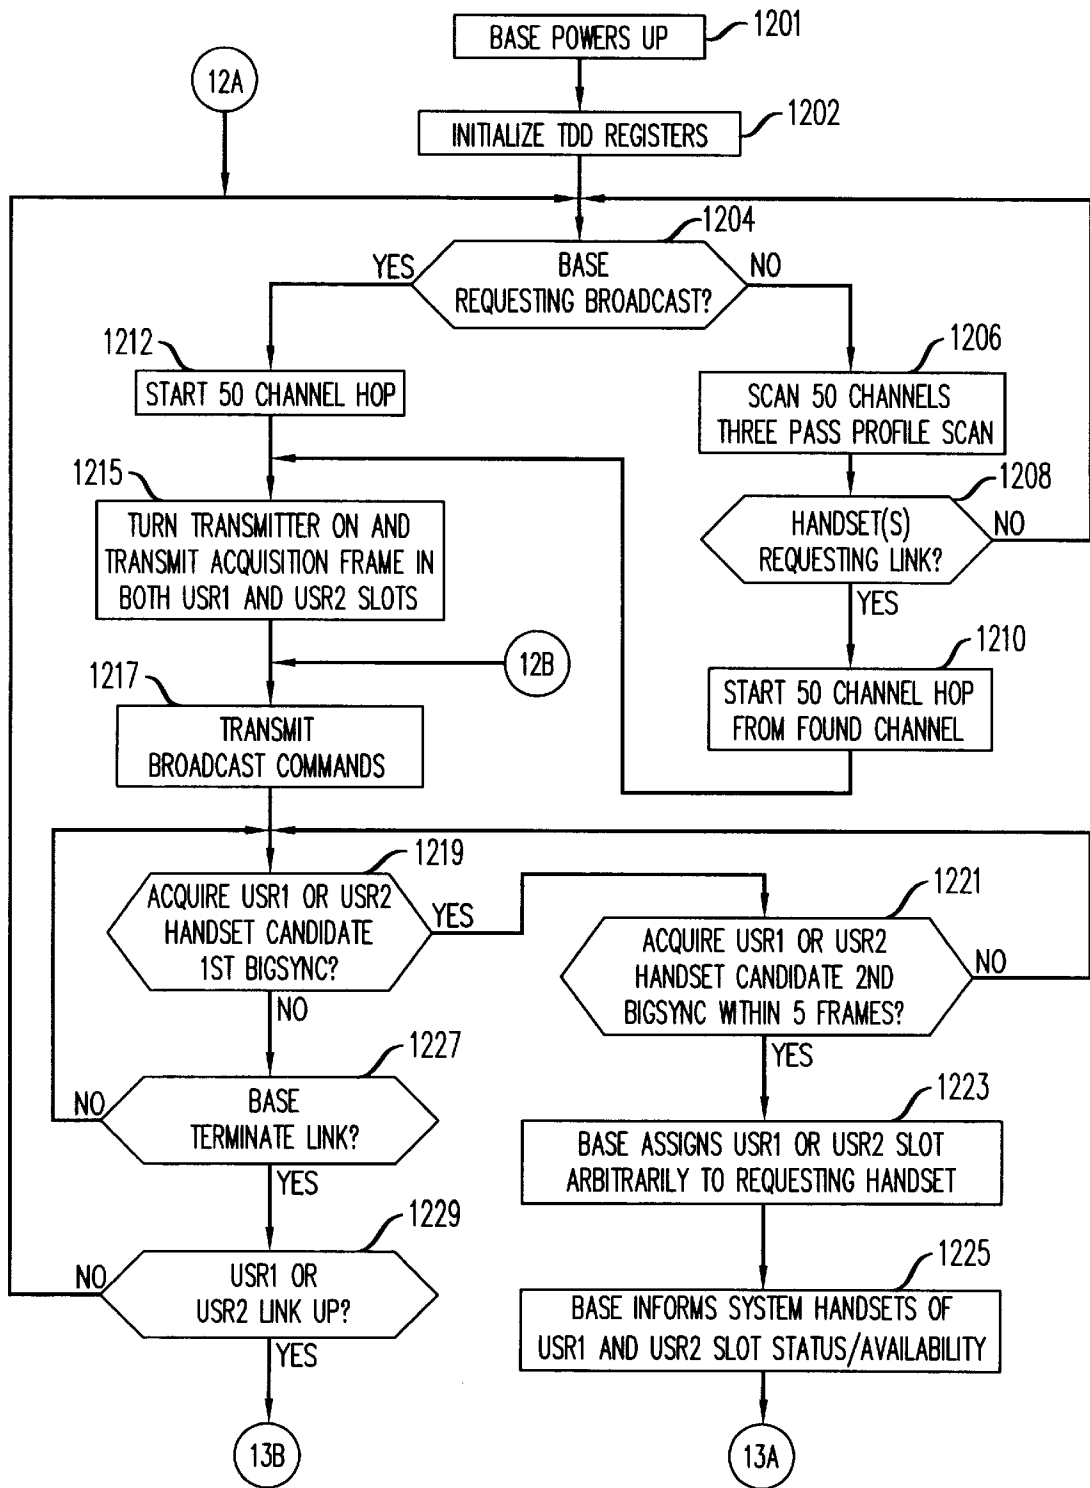 BASE POWERS UP
1201
12A
INITIALIZE TDD REGISTERS
1202
1204
YES
BASE
REQUESTING BROADCAST?
NO
1212
START 50 CHANNEL HOP
1206
SCAN 50 CHANNELS
THREE PASS PROFILE SCAN
1215
TURN TRANSMITTER ON AND
TRANSMIT ACQUISITION FRAME IN
BOTH USR1 AND USR2 SLOTS
1208
HANDSET(S)
REQUESTING LINK?
NO
YES
12B
1210
START 50 CHANNEL HOP
FROM FOUND CHANNEL
1217
TRANSMIT
BROADCAST COMMANDS
1219
ACQUIRE USR1 OR USR2
HANDSET CANDIDATE
1ST BIGSYNC?
YES
NO
1221
ACQUIRE USR1 OR USR2
HANDSET CANDIDATE 2ND
BIGSYNC WITHIN 5 FRAMES?
NO
YES
1227
NO
BASE
TERMINATE LINK?
YES
1223
BASE ASSIGNS USR1 OR USR2 SLOT
ARBITRARILY TO REQUESTING HANDSET
1229
NO
USR1 OR
USR2 LINK UP?
YES
1225
BASE INFORMS SYSTEM HANDSETS OF
USR1 AND USR2 SLOT STATUS/AVAILABILITY
13B
13A